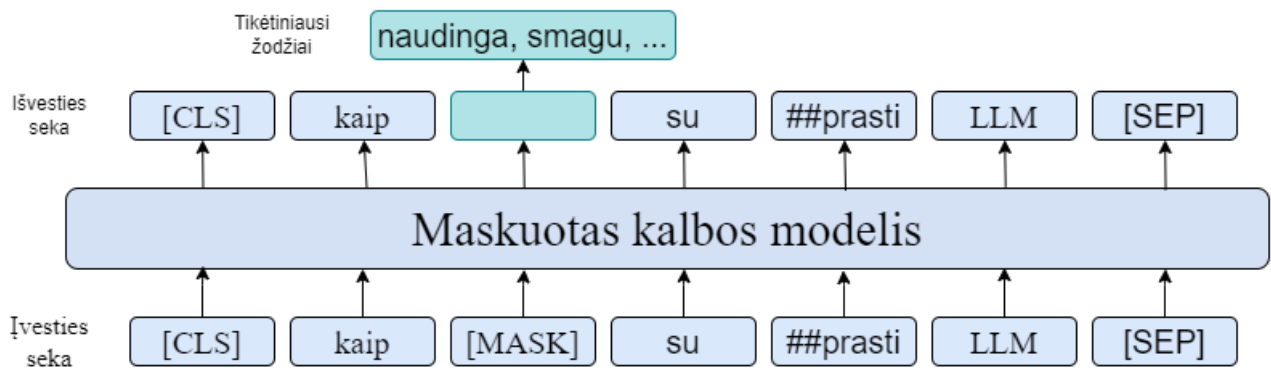 Tikėtiniausi
žodžiai
naudinga, smagu, ...
Išvesties
seka
[CLS] kaip su ##prasti LLM [SEP]
Maskuotas kalbos modelis
Įvesties
seka
[CLS] kaip [MASK] su ##prasti LLM [SEP]